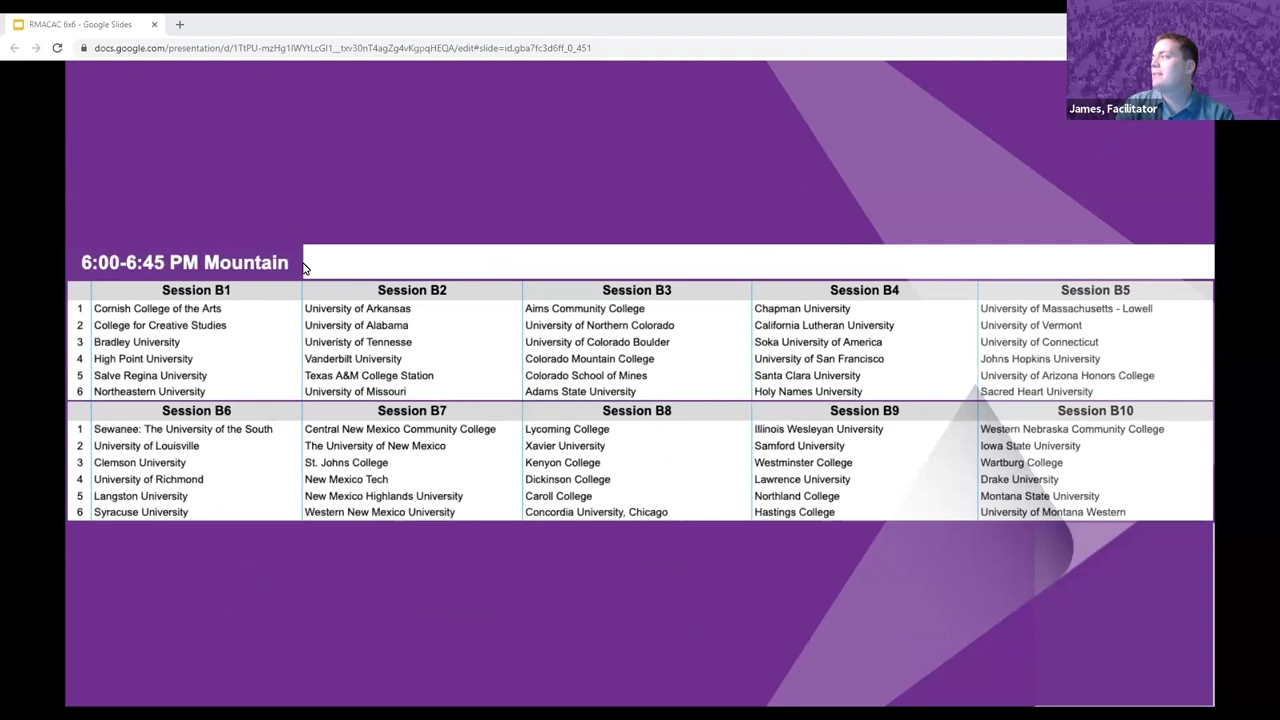 RMACAC 6x6 - Google Slides
docs.google.com/presentation/d/1TtPU-mzHg1IWYtLcGI1__txv30nT4agZg4vKgpqHEQA/edit#slide=id.gba7fc3d6ff_0_451
James, Facilitator
6:00-6:45 PM Mountain
Session B1 Session B2 Session B3 Session B4 Session B5
1 Cornish College of the Arts University of Arkansas Aims Community College Chapman University University of Massachusetts - Lowell
2 College for Creative Studies University of Alabama University of Northern Colorado California Lutheran University University of Vermont
3 Bradley University Univeristy of Tennesse University of Colorado Boulder Soka University of America University of Connecticut
4 High Point University Vanderbilt University Colorado Mountain College University of San Francisco Johns Hopkins University
5 Salve Regina University Texas A&M College Station Colorado School of Mines Santa Clara University University of Arizona Honors College
6 Northeastern University University of Missouri Adams State University Holy Names University Sacred Heart University
Session B6 Session B7 Session B8 Session B9 Session B10
1 Sewanee: The University of the South Central New Mexico Community College Lycoming College Illinois Wesleyan University Western Nebraska Community College
2 University of Louisville The University of New Mexico Xavier University Samford University Iowa State University
3 Clemson University St. Johns College Kenyon College Westminster College Wartburg College
4 University of Richmond New Mexico Tech Dickinson College Lawrence University Drake University
5 Langston University New Mexico Highlands University Caroll College Northland College Montana State University
6 Syracuse University Western New Mexico University Concordia University, Chicago Hastings College University of Montana Western